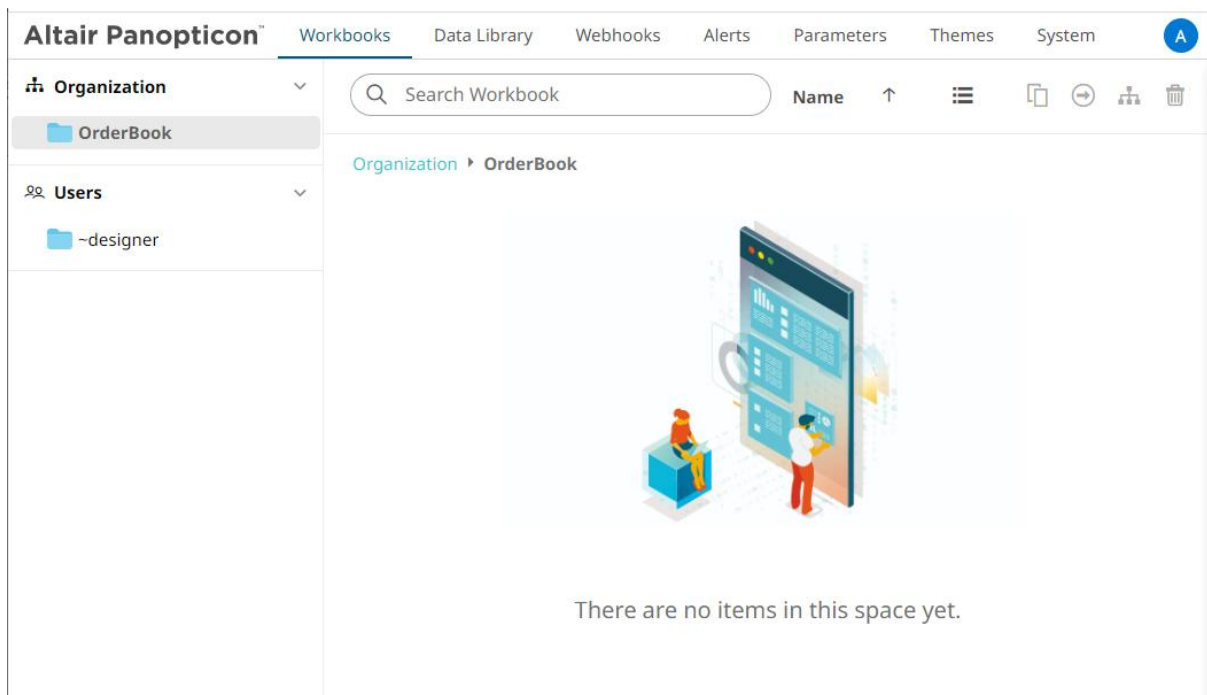 Altair Panopticon™ Workbooks Data Library Webhooks Alerts Parameters Themes System A
Organization
OrderBook
Users
~designer
Search Workbook Name
Organization OrderBook
There are no items in this space yet.